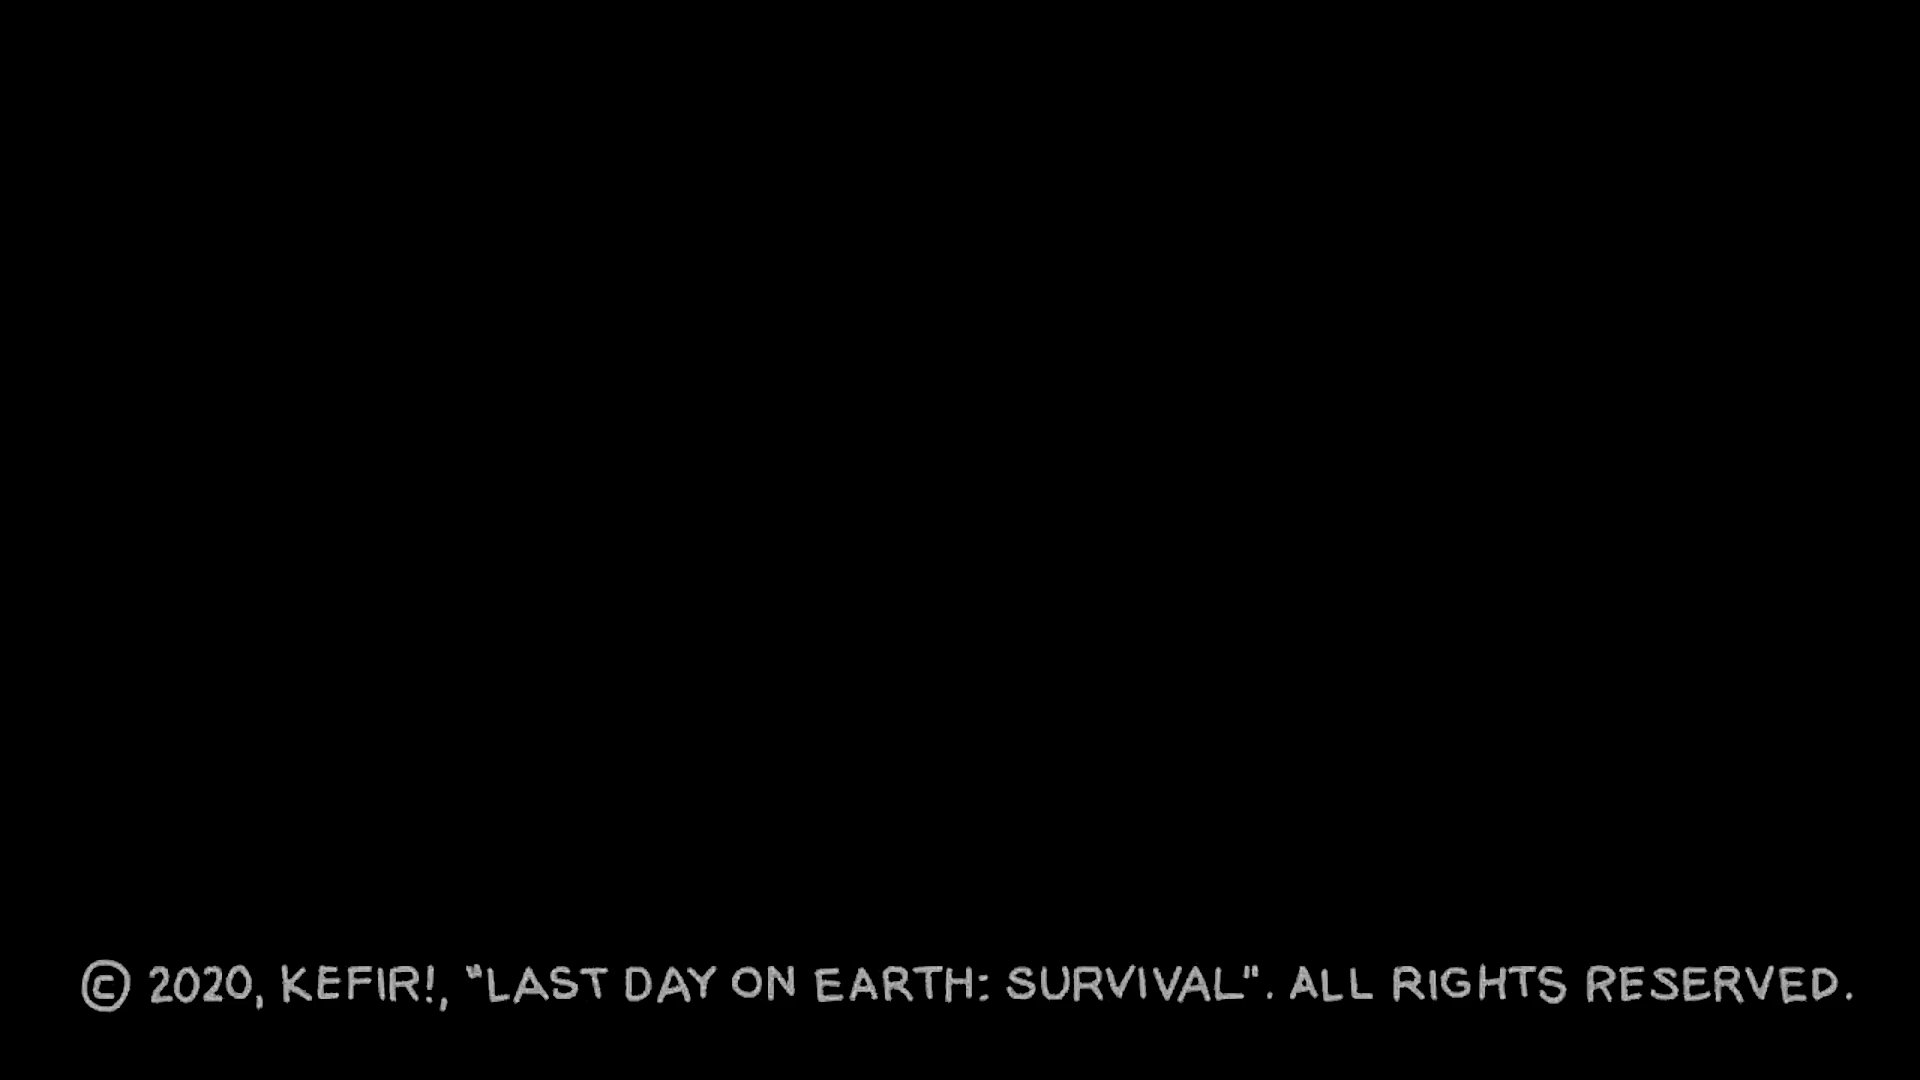 © 2020, KEFIR!, "LAST DAY ON EARTH: SURVIVAL". ALL RIGHTS RESERVED.